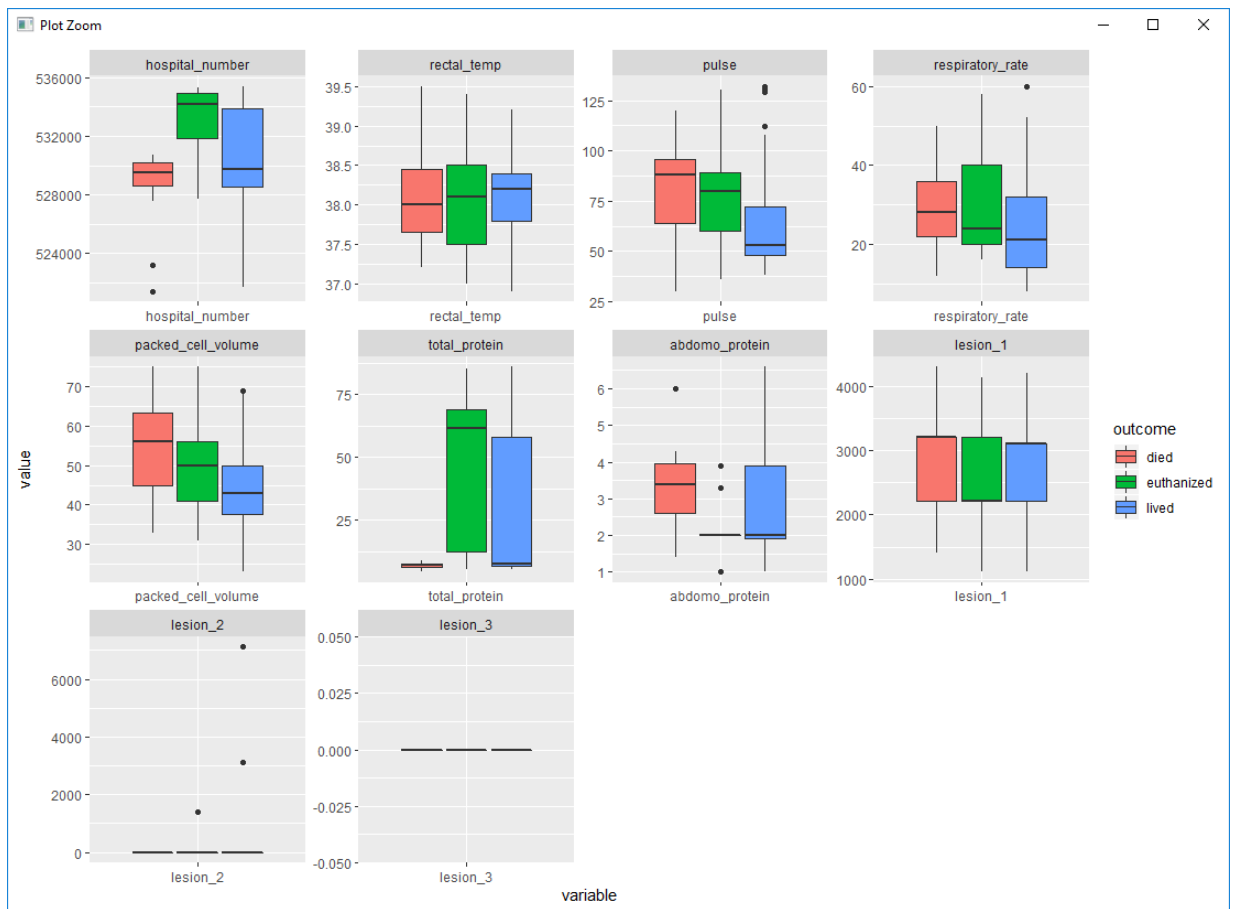 Plot Zoom
hospital_number
rectal_temp
pulse
respiratory_rate
536000
532000
528000
524000
39.5
39.0
38.5
38.0
37.5
37.0
125
100
75
50
25
60
40
20
hospital_number
rectal_temp
pulse
respiratory_rate
packed_cell_volume
total_protein
abdomo_protein
lesion_1
70
60
50
40
30
75
50
25
6
5
4
3
2
1
4000
3000
2000
1000
packed_cell_volume
total_protein
abdomo_protein
lesion_1
value
outcome
died
euthanized
lived
lesion_2
lesion_3
6000
4000
2000
0
0.050
0.025
0.000
-0.025
-0.050
lesion_2
lesion_3
variable